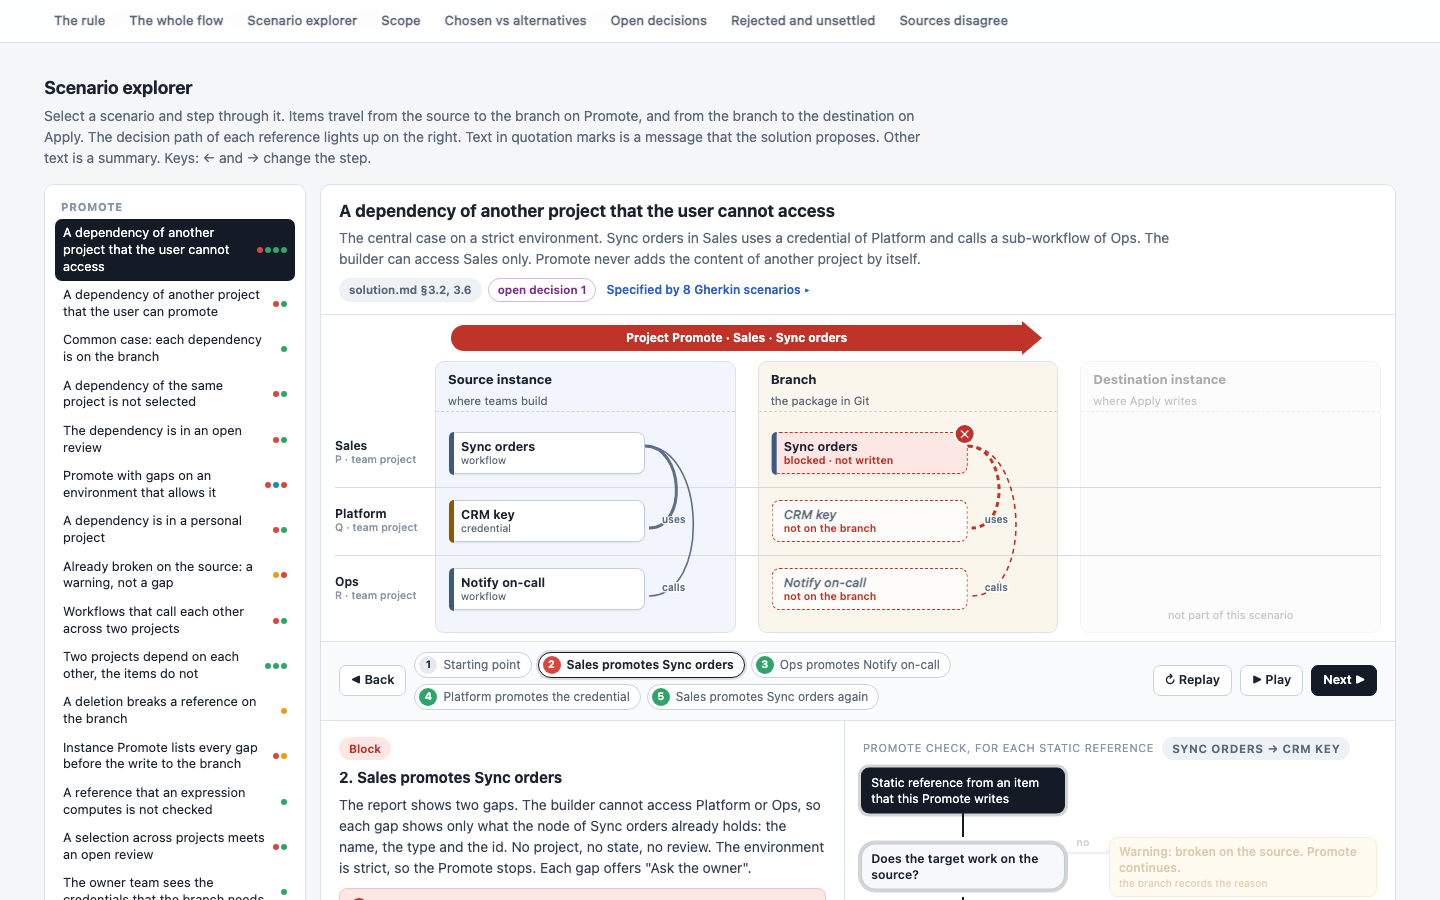 The rule
The whole flow
Scenario explorer
Scope
Chosen vs alternatives
Open decisions
Rejected and unsettled
Sources disagree
Scenario explorer
Select a scenario and step through it. Items travel from the source to the branch on Promote, and from the branch to the destination on
Apply. The decision path of each reference lights up on the right. Text in quotation marks is a message that the solution proposes. Other
text is a summary. Keys: ← and → change the step.
PROMOTE
A dependency of another
project that the user cannot
access
A dependency of another project
that the user can promote
Common case: each dependency
is on the branch
A dependency of the same
project is not selected
The dependency is in an open
review
Promote with gaps on an
environment that allows it
A dependency is in a personal
project
Already broken on the source: a
warning, not a gap
Workflows that call each other
across two projects
Two projects depend on each
other, the items do not
A deletion breaks a reference on
the branch
Instance Promote lists every gap
before the write to the branch
A reference that an expression
computes is not checked
A selection across projects meets
an open review
The owner team sees the
credentials that the branch needs
A dependency of another project that the user cannot access
The central case on a strict environment. Sync orders in Sales uses a credential of Platform and calls a sub-workflow of Ops. The
builder can access Sales only. Promote never adds the content of another project by itself.
solution.md §3.2, 3.6
open decision 1
Specified by 8 Gherkin scenarios ▸
Project Promote · Sales · Sync orders
Source instance
where teams build
Branch
the package in Git
Destination instance
where Apply writes
Sales
P · team project
Sync orders
workflow
Sync orders
blocked · not written
Platform
Q · team project
CRM key
credential
uses
CRM key
not on the branch
uses
Ops
R · team project
Notify on-call
workflow
calls
Notify on-call
not on the branch
calls
not part of this scenario
◀ Back
1 Starting point
2 Sales promotes Sync orders
3 Ops promotes Notify on-call
4 Platform promotes the credential
5 Sales promotes Sync orders again
↻ Replay
▶ Play
Next ▶
Block
2. Sales promotes Sync orders
The report shows two gaps. The builder cannot access Platform or Ops, so
each gap shows only what the node of Sync orders already holds: the
name, the type and the id. No project, no state, no review. The environment
is strict, so the Promote stops. Each gap offers "Ask the owner".
PROMOTE CHECK, FOR EACH STATIC REFERENCE
SYNC ORDERS → CRM KEY
Static reference from an item
that this Promote writes
Does the target work on the
source?
no
Warning: broken on the source. Promote
continues.
the branch records the reason